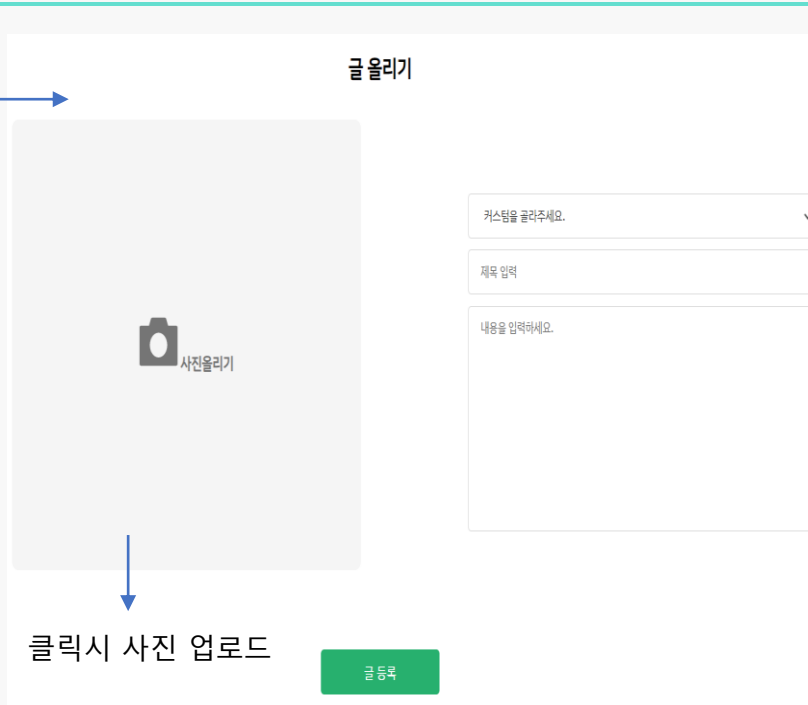 글 올리기
커스텀을 골라주세요.
제목 입력
내용을 입력하세요.
사진올리기
클릭시 사진 업로드
글 등록